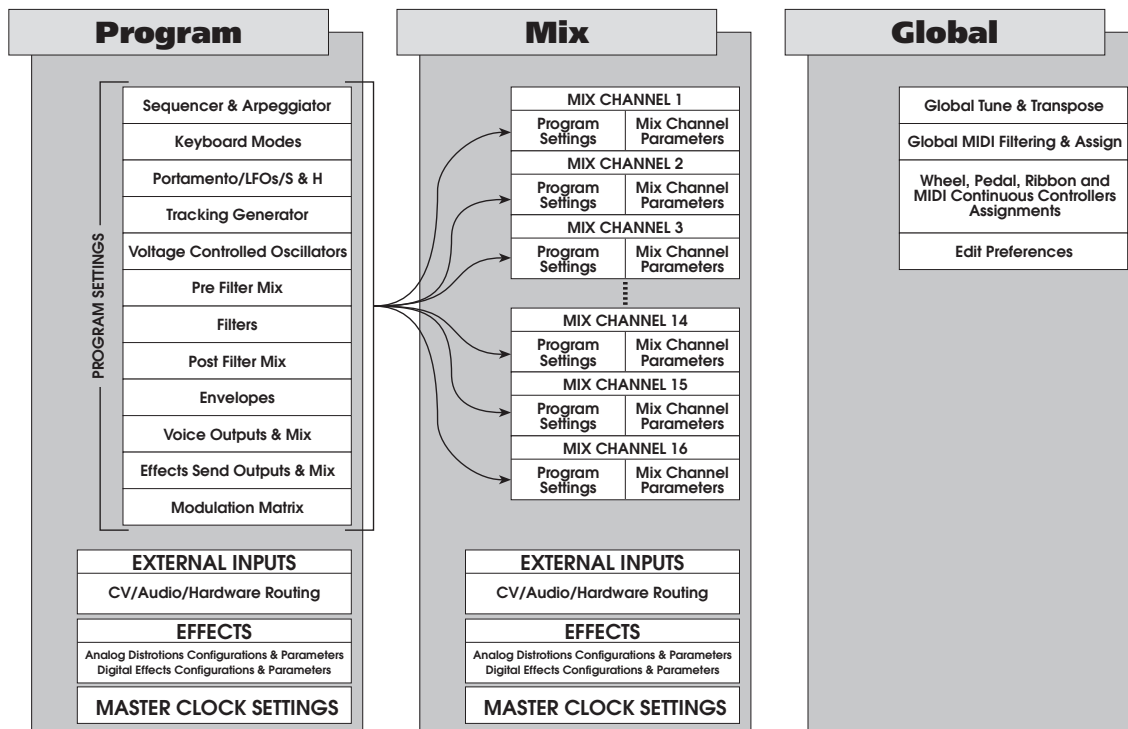 Program
PROGRAM SETTINGS
Sequencer & Arpeggiator
Keyboard Modes
Portamento/LFOs/S & H
Tracking Generator
Voltage Controlled Oscillators
Pre Filter Mix
Filters
Post Filter Mix
Envelopes
Voice Outputs & Mix
Effects Send Outputs & Mix
Modulation Matrix
EXTERNAL INPUTS
CV/Audio/Hardware Routing
EFFECTS
Analog Distrotions Configurations & Parameters
Digital Effects Configurations & Parameters
MASTER CLOCK SETTINGS
Mix
MIX CHANNEL 1
Program
Settings
Mix Channel
Parameters
MIX CHANNEL 2
Program
Settings
Mix Channel
Parameters
MIX CHANNEL 3
Program
Settings
Mix Channel
Parameters
MIX CHANNEL 14
Program
Settings
Mix Channel
Parameters
MIX CHANNEL 15
Program
Settings
Mix Channel
Parameters
MIX CHANNEL 16
Program
Settings
Mix Channel
Parameters
EXTERNAL INPUTS
CV/Audio/Hardware Routing
EFFECTS
Analog Distrotions Configurations & Parameters
Digital Effects Configurations & Parameters
MASTER CLOCK SETTINGS
Global
Global Tune & Transpose
Global MIDI Filtering & Assign
Wheel, Pedal, Ribbon and
MIDI Continuous Controllers
Assignments
Edit Preferences